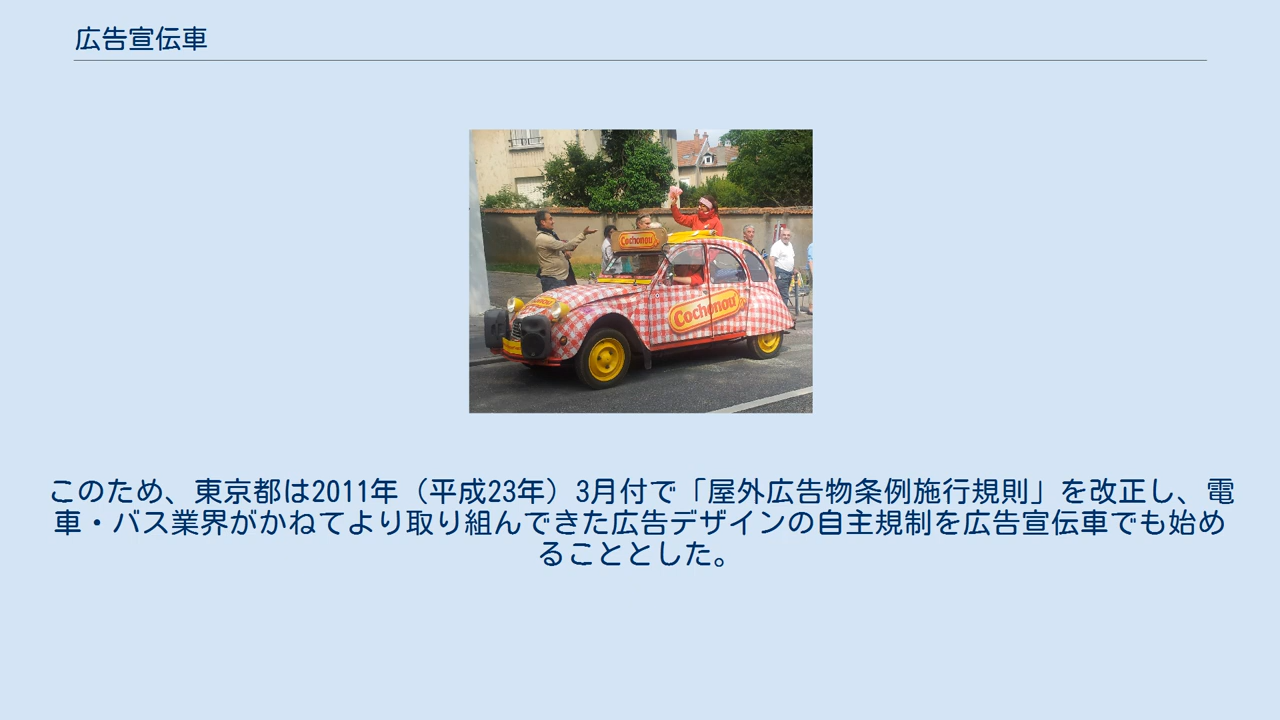 広告宣伝車
Cochonou
Cochonou
このため、東京都は2011年（平成23年）3月付で「屋外広告物条例施行規則」を改正し、電
車・バス業界がかねてより取り組んできた広告デザインの自主規制を広告宣伝車でも始め
ることとした。